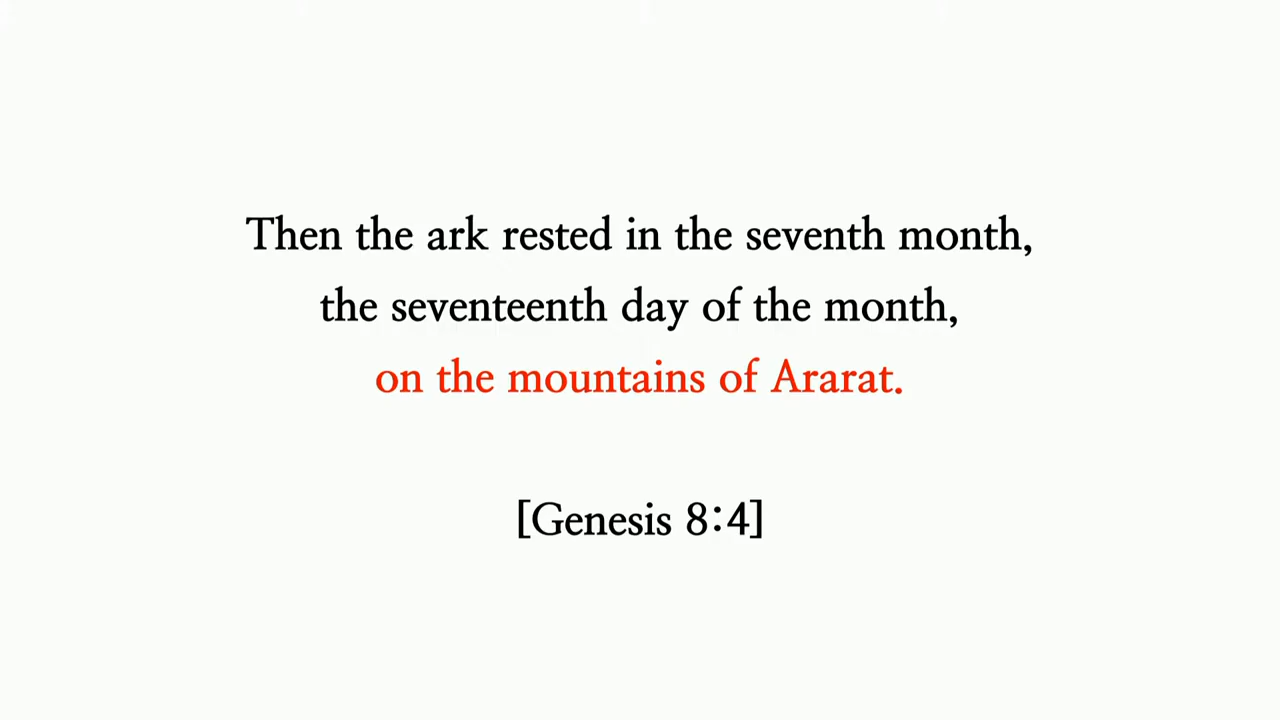 Then the ark rested in the seventh month,
the seventeenth day of the month,
on the mountains of Ararat.
[Genesis 8:4]